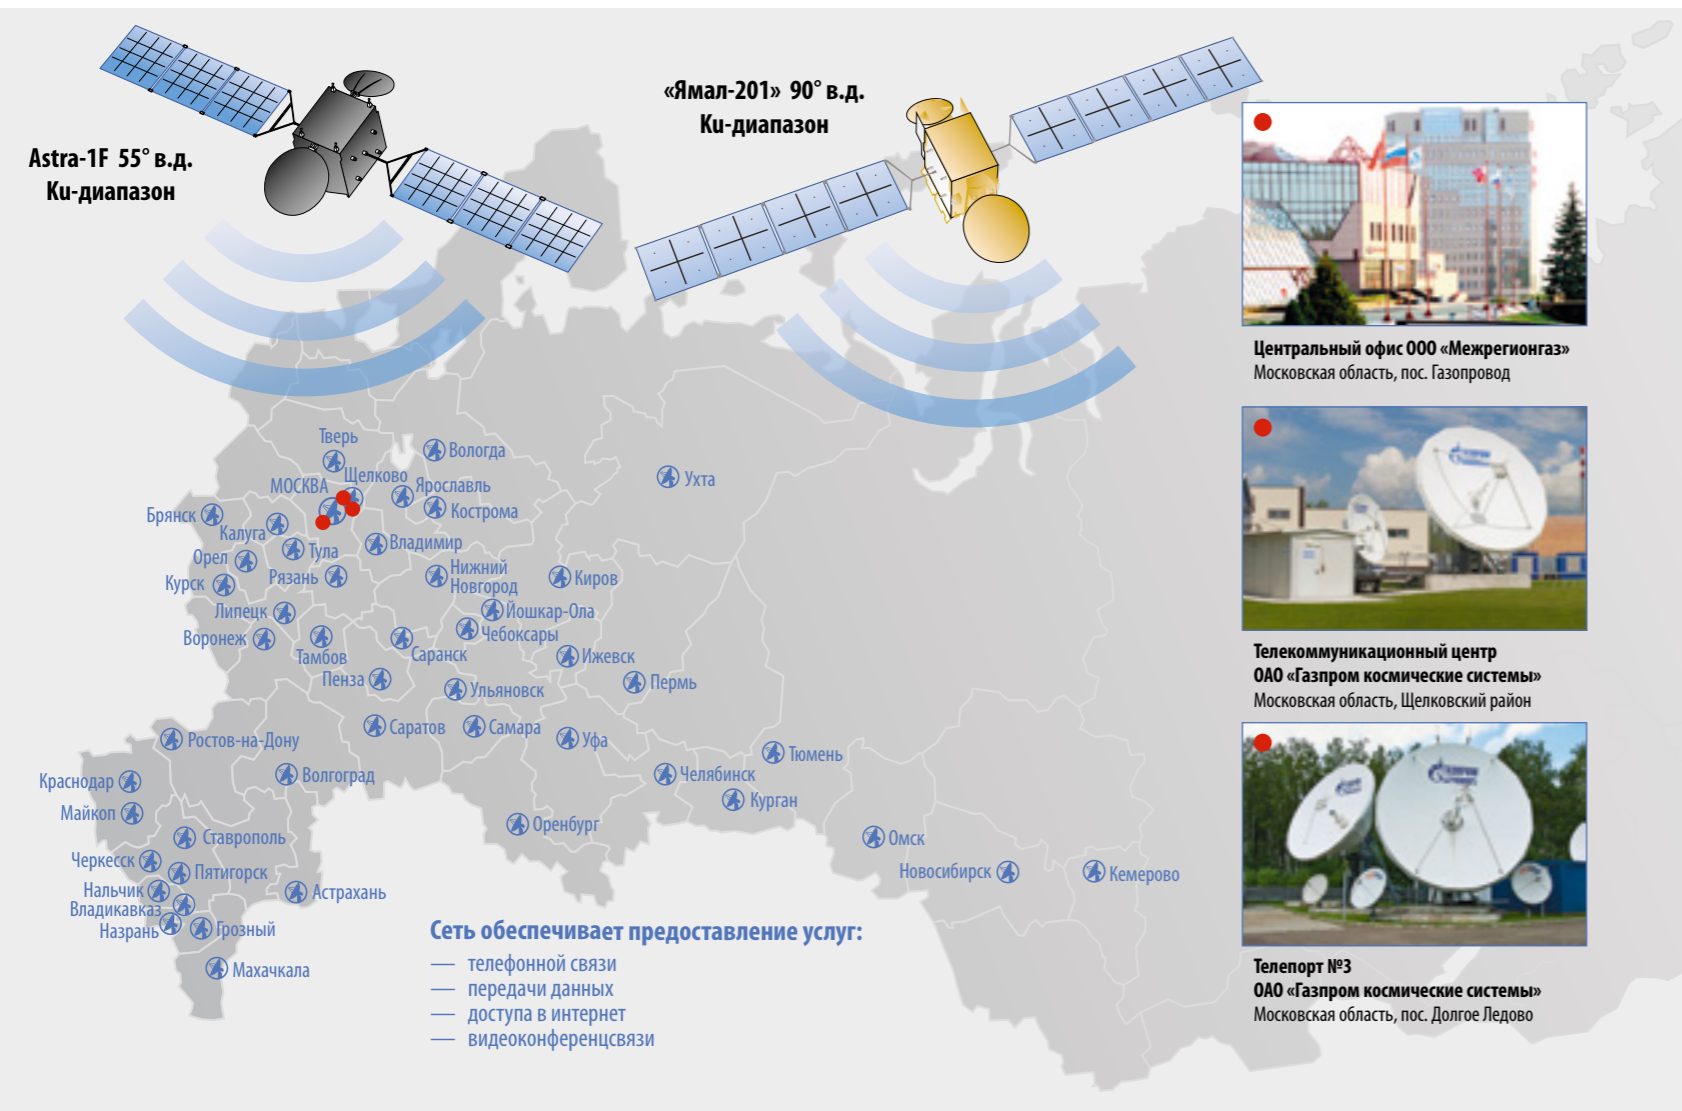 Astra-1F 55° в.д.
Ku-диапазон
«Ямал-201» 90° в.д.
Ku-диапазон
Центральный офис ООО «Межрегионгаз»
Московская область, пос. Газопровод
Телекоммуникационный центр
ОАО «Газпром космические системы»
Московская область, Щелковский район
Телепорт №3
ОАО «Газпром космические системы»
Московская область, пос. Долгое Ледово
Тверь
Вологда
Щелково
МОСКВА
Ярославль
Ухта
Кострома
Брянск
Калуга
Владимир
Орел
Тула
Нижний
Новгород
Рязань
Киров
Курск
Липецк
Йошкар-Ола
Чебоксары
Воронеж
Тамбов
Саранск
Ижевск
Пенза
Ульяновск
Пермь
Саратов
Самара
Уфа
Ростов-на-Дону
Тюмень
Волгоград
Челябинск
Краснодар
Курган
Майкоп
Оренбург
Ставрополь
Омск
Черкесск
Пятигорск
Новосибирск
Кемерово
Нальчик
Астрахань
Владикавказ
Назрань
Грозный
Махачкала
Сеть обеспечивает предоставление услуг:
— телефонной связи
— передачи данных
— доступа в интернет
— видеоконференцсвязи